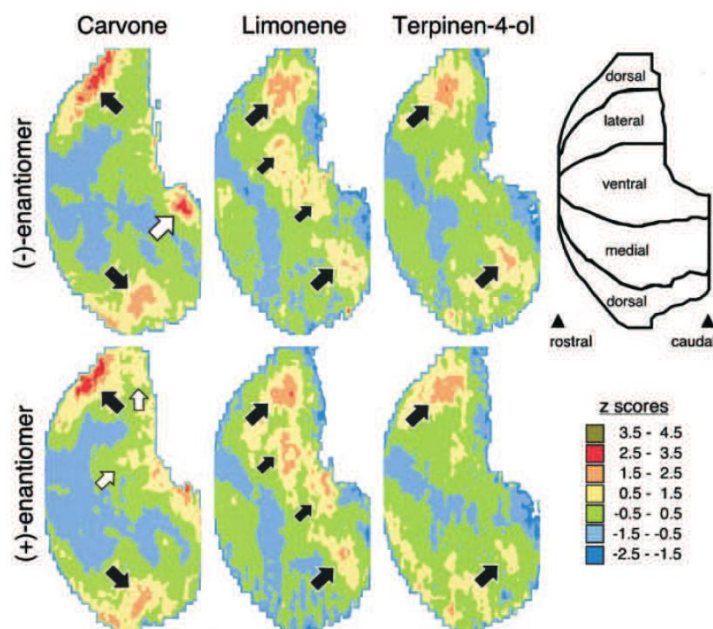 Carvone Limonene Terpinen-4-ol
(-)-enantiomer
dorsal
lateral
ventral
medial
dorsal
rostral caudal
(+)-enantiomer
z scores
3.5 - 4.5
2.5 - 3.5
1.5 - 2.5
0.5 - 1.5
-0.5 - 0.5
-1.5 - -0.5
-2.5 - -1.5